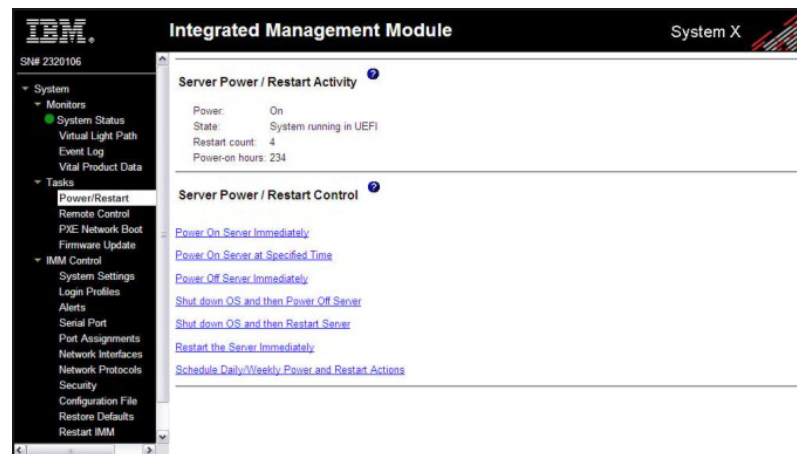 IBM.
Integrated Management Module
System X
SN# 2320106
System
Monitors
System Status
Virtual Light Path
Event Log
Vital Product Data
Tasks
Power/Restart
Remote Control
PXE Network Boot
Firmware Update
IMM Control
System Settings
Login Profiles
Alerts
Serial Port
Port Assignments
Network Interfaces
Network Protocols
Security
Configuration File
Restore Defaults
Restart IMM
Server Power / Restart Activity ?
Power: On
State: System running in UEFI
Restart count: 4
Power-on hours: 234
Server Power / Restart Control ?
Power On Server Immediately
Power On Server at Specified Time
Power Off Server Immediately
Shut down OS and then Power Off Server
Shut down OS and then Restart Server
Restart the Server Immediately
Schedule Daily/Weekly Power and Restart Actions